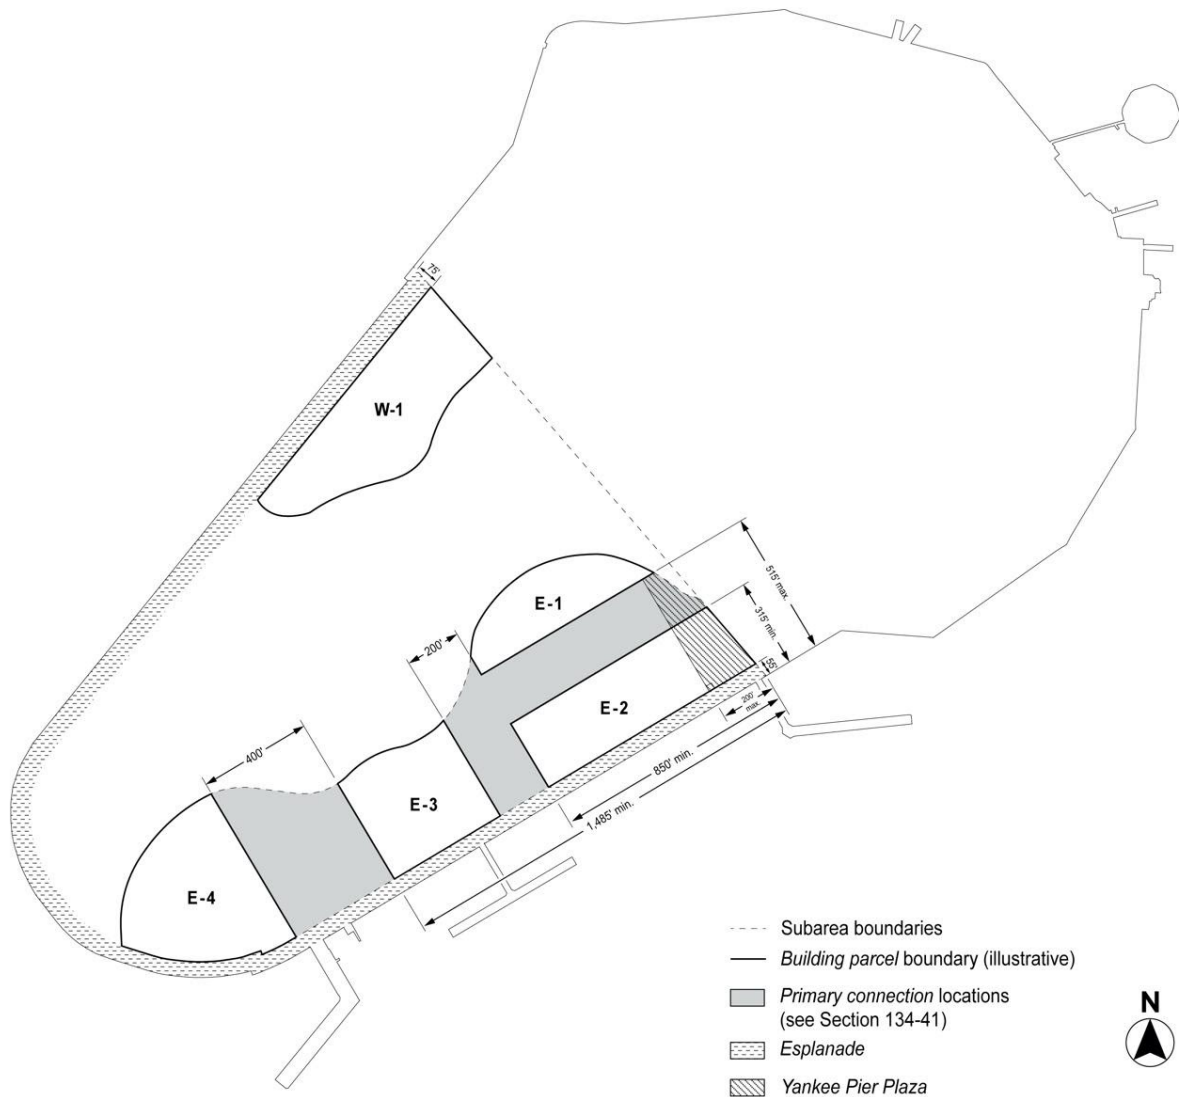 75'
W-1
515' max.
315' min.
E-1
200'
55'
E-2
200'
max.
400'
850' min.
E-3
1,485' min.
E-4
Subarea boundaries
Building parcel boundary (illustrative)
Primary connection locations
(see Section 134-41)
Esplanade
Yankee Pier Plaza
N